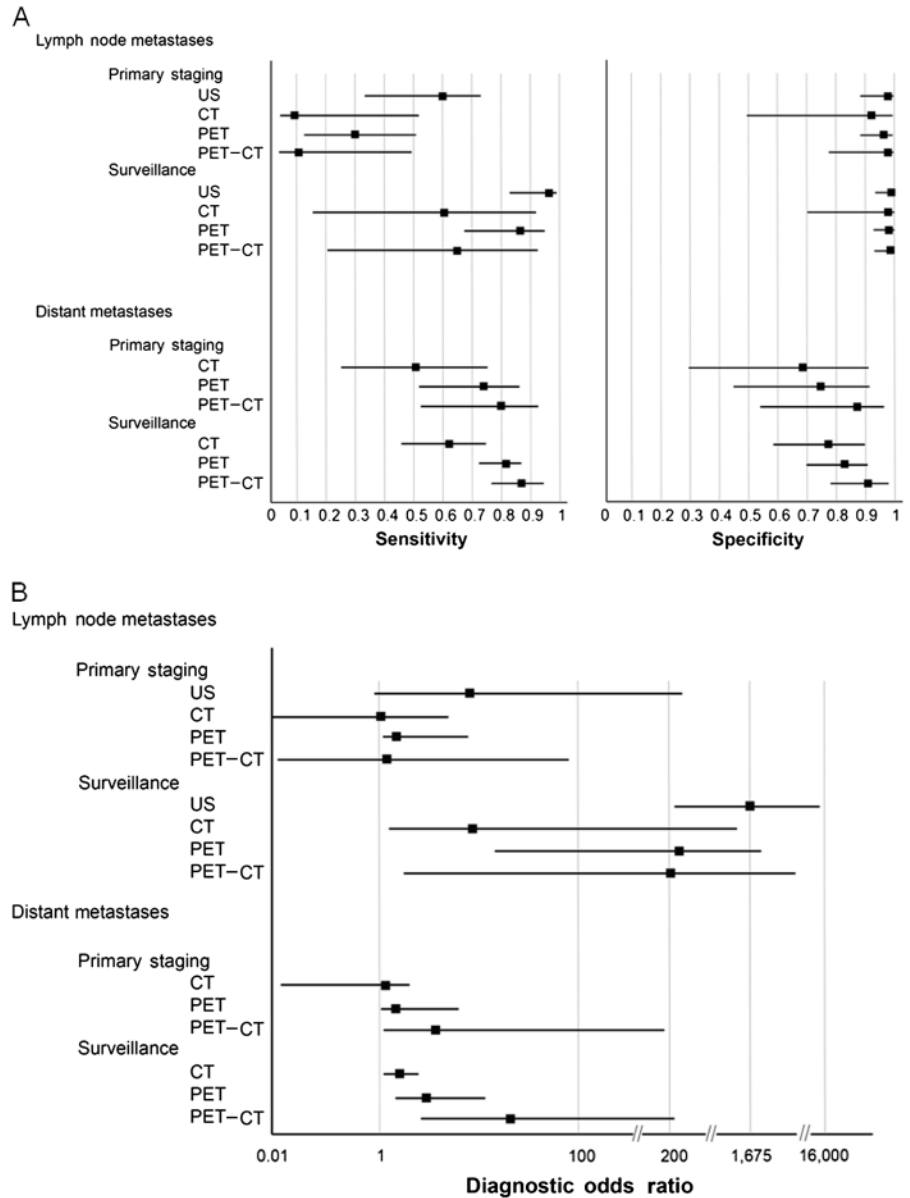 A
Lymph node metastases
Primary staging
US
CT
PET
PET–CT
Surveillance
US
CT
PET
PET–CT
Distant metastases
Primary staging
CT
PET
PET–CT
Surveillance
CT
PET
PET–CT
0 0.1 0.2 0.3 0.4 0.5 0.6 0.7 0.8 0.9 1
Sensitivity
0 0.1 0.2 0.3 0.4 0.5 0.6 0.7 0.8 0.9 1
Specificity
B
Lymph node metastases
Primary staging
US
CT
PET
PET–CT
Surveillance
US
CT
PET
PET–CT
Distant metastases
Primary staging
CT
PET
PET–CT
Surveillance
CT
PET
PET–CT
0.01 1 100 200 1,675 16,000
Diagnostic odds ratio